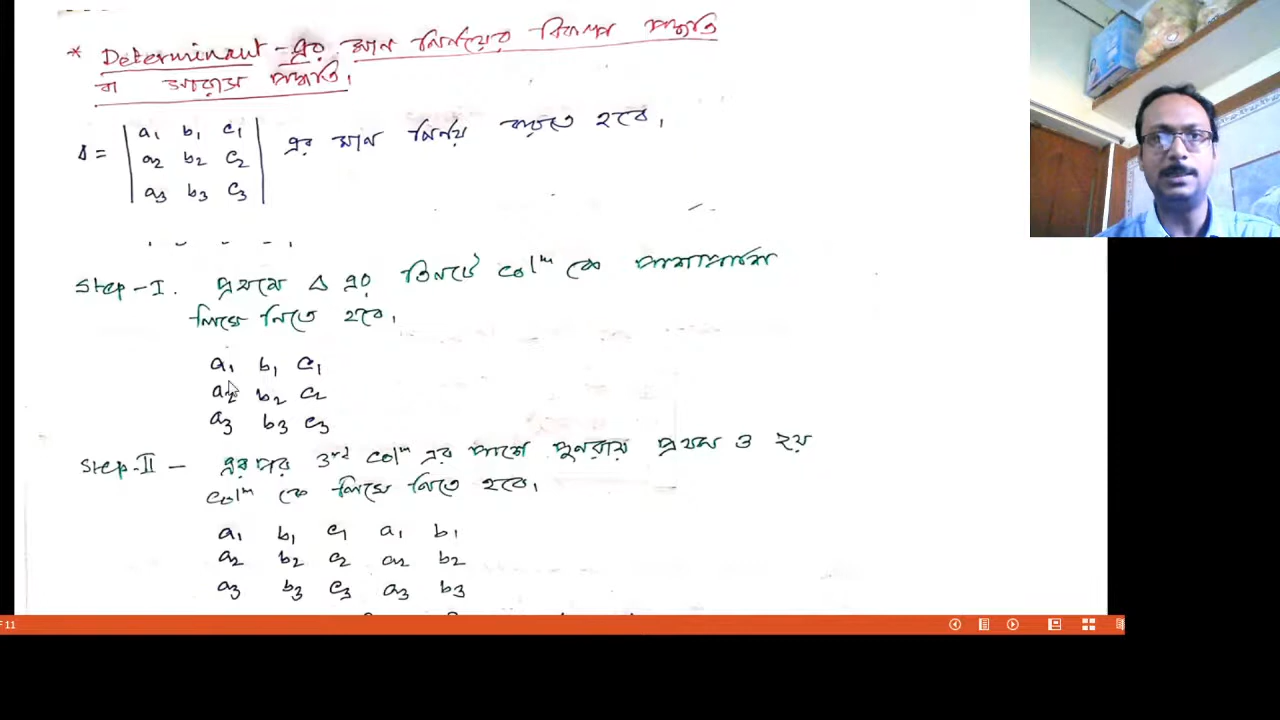 * Determinant -এর মান নির্ণয়ের বিকল্প পদ্ধতি
বা সারাস পদ্ধতি।
Δ = | a₁ b₁ c₁ | এর মান নির্ণয় করতে হবে।
| a₂ b₂ c₂ |
| a₃ b₃ c₃ |
Step-I. প্রথমে Δ এর তিনটে colᵐ কে পাশাপাশি
লিখে নিতে হবে।
a₁ b₁ c₁
a₂ b₂ c₂
a₃ b₃ c₃
Step-II — এরপর 3rd colᵐ এর পাশে পুনরায় প্রথম ও ২য়
colᵐ কে লিখে নিতে হবে।
a₁ b₁ c₁ a₁ b₁
a₂ b₂ c₂ a₂ b₂
a₃ b₃ c₃ a₃ b₃
F 11